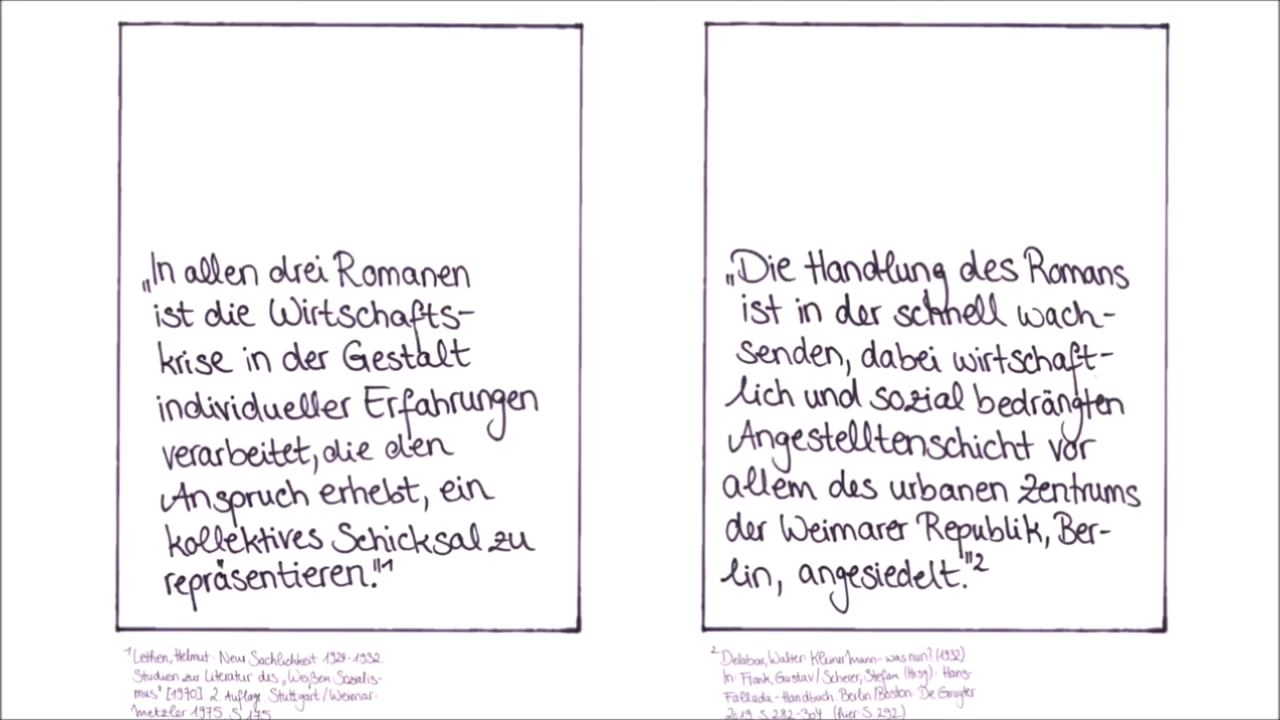 „In allen drei Romanen
ist die Wirtschafts-
krise in der Gestalt
individueller Erfahrungen
verarbeitet, die den
Anspruch erhebt, ein
kollektives Schicksal zu
repräsentieren."1
1 Lethen, Helmut: Neue Sachlichkeit 1924-1932.
Studien zur Literatur des „Weißen Sozialis-
mus" [1970]. 2. Auflage. Stuttgart/Weimar:
Metzler 1975. S. 175
„Die Handlung des Romans
ist in der schnell wach-
senden, dabei wirtschaft-
lich und sozial bedrängten
Angestelltenschicht vor
allem des urbanen Zentrums
der Weimarer Republik, Ber-
lin, angesiedelt."2
2 Delabar, Walter: Kleiner Mann - was nun? (1932).
In: Frank, Gustav/Scherer, Stefan (Hrsg): Hans-
Fallada-Handbuch. Berlin/Boston: De Gruyter
2019. S. 282-304 (hier S. 292)